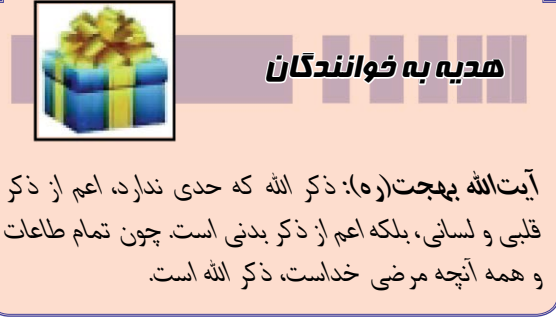 هدیه به خوانندگان
آیت‌الله بهجت(ره): ذکر الله که حدی ندارد، اعم از ذکر
قلبی و لسانی، بلکه اعم از ذکر بدنی است. چون تمام طاعات
و همه آنچه مرضی خداست، ذکر الله است.